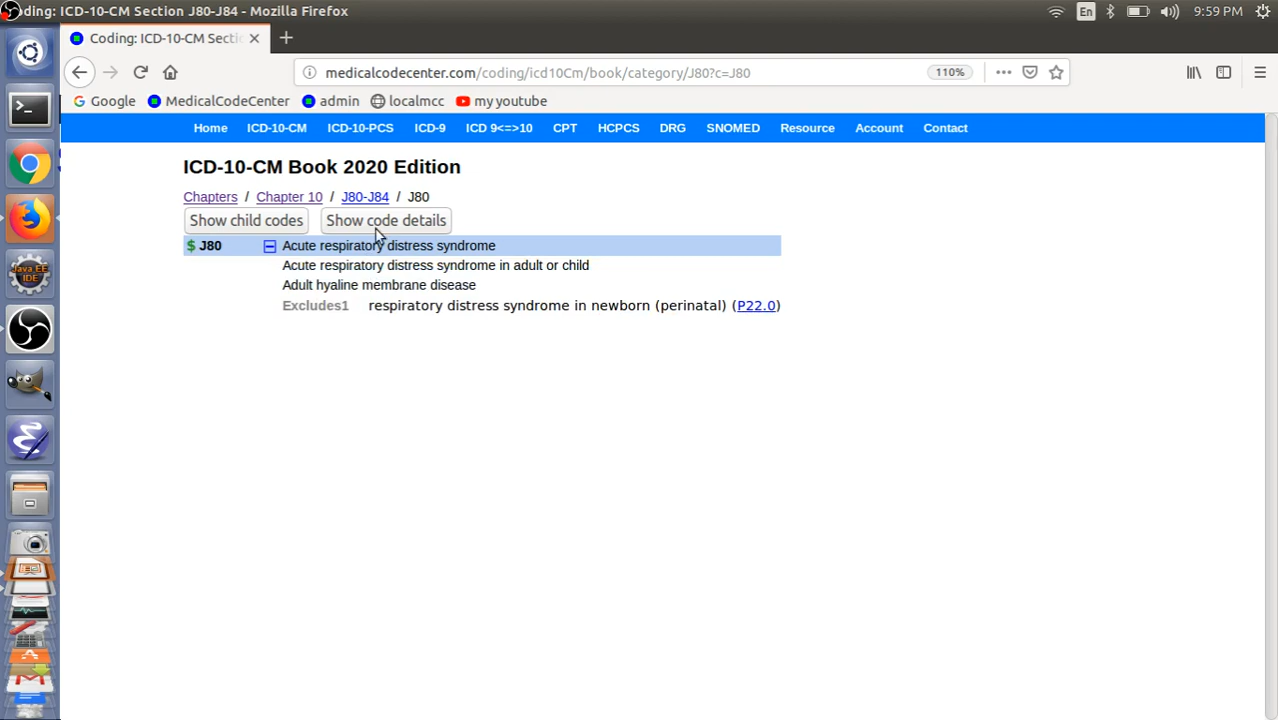 oding: ICD-10-CM Section J80-J84 - Mozilla Firefox
En
9:59 PM
Coding: ICD-10-CM Secti
medicalcodecenter.com/coding/icd10Cm/book/category/J80?c=J80
110%
Google MedicalCodeCenter admin localmcc my youtube
Home ICD-10-CM ICD-10-PCS ICD-9 ICD 9<=>10 CPT HCPCS DRG SNOMED Resource Account Contact
ICD-10-CM Book 2020 Edition
Chapters / Chapter 10 / J80-J84 / J80
Show child codes Show code details
$ J80 Acute respiratory distress syndrome
Acute respiratory distress syndrome in adult or child
Adult hyaline membrane disease
Excludes1 respiratory distress syndrome in newborn (perinatal) (P22.0)
Java EE
IDE